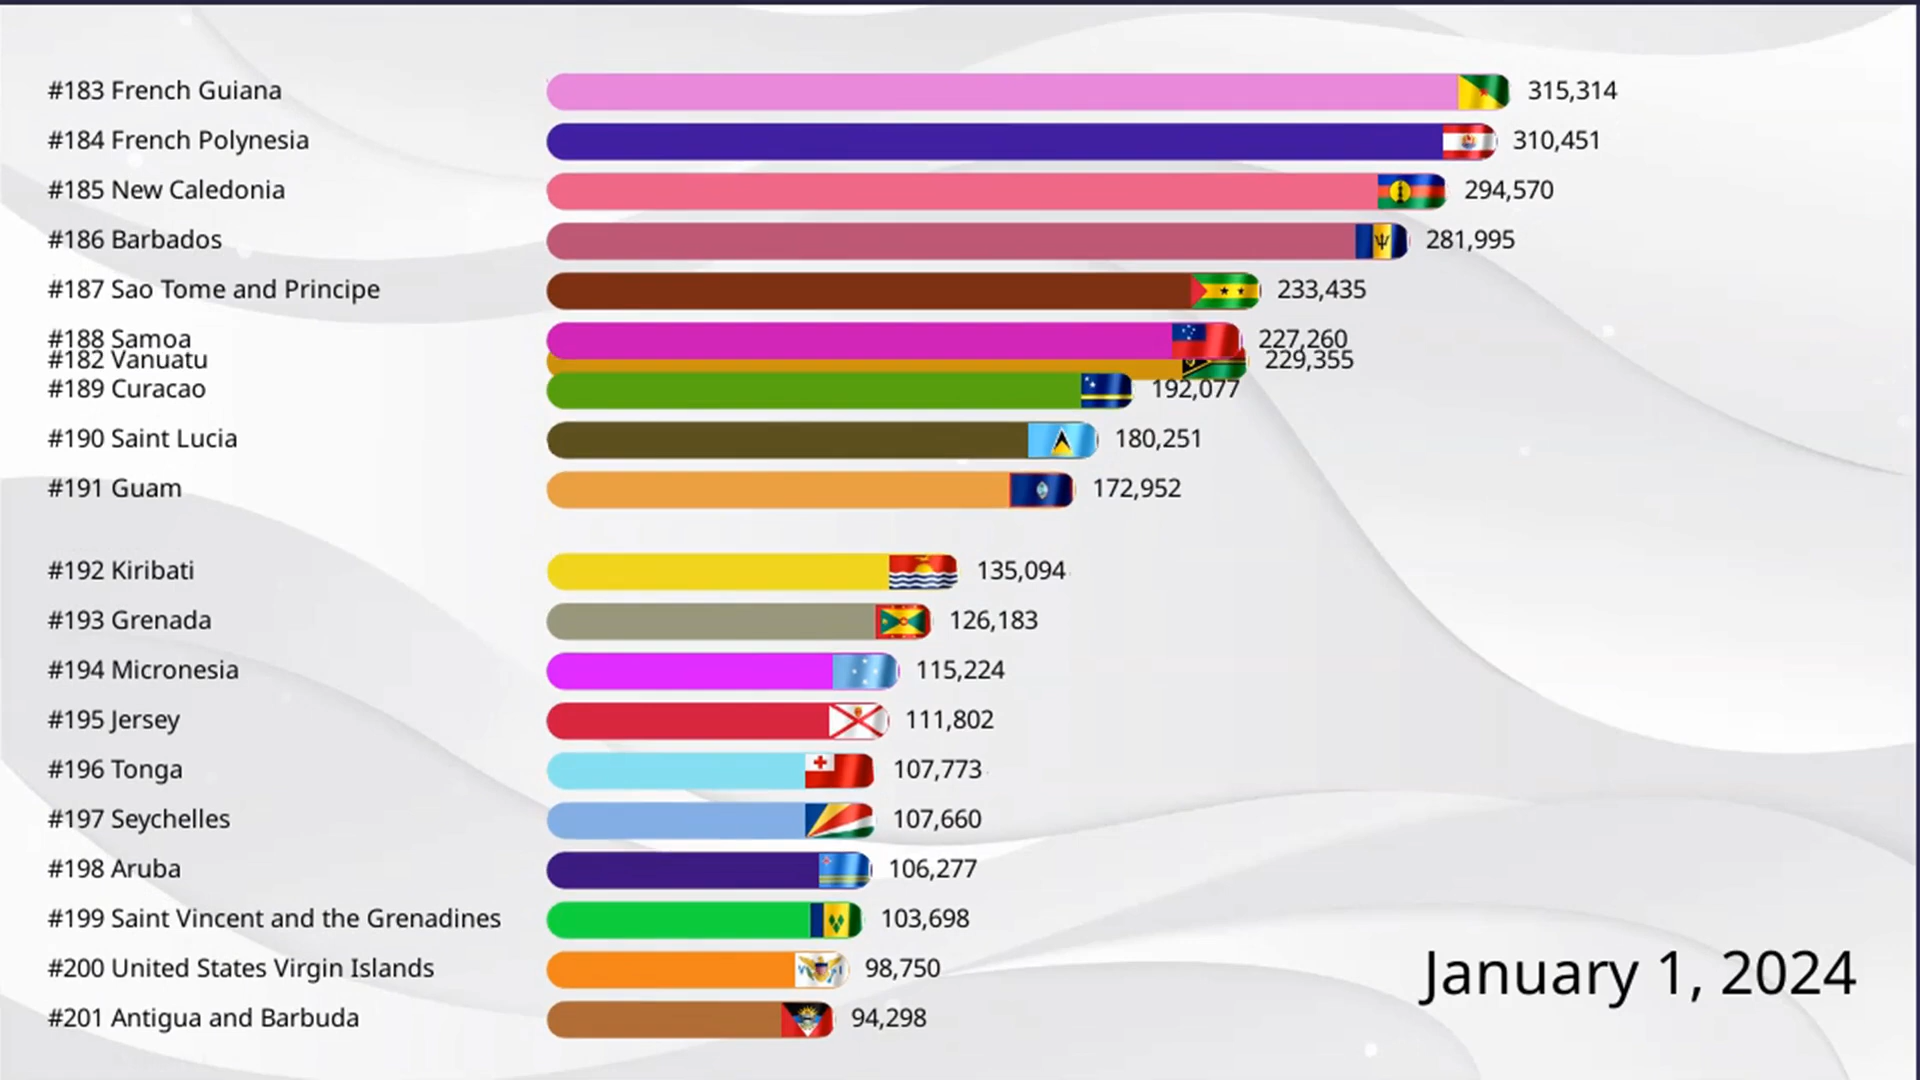 #183 French Guiana 315,314
#184 French Polynesia 310,451
#185 New Caledonia 294,570
#186 Barbados 281,995
#187 Sao Tome and Principe 233,435
#188 Samoa 227,260
#182 Vanuatu 229,355
#189 Curacao 192,077
#190 Saint Lucia 180,251
#191 Guam 172,952
#192 Kiribati 135,094
#193 Grenada 126,183
#194 Micronesia 115,224
#195 Jersey 111,802
#196 Tonga 107,773
#197 Seychelles 107,660
#198 Aruba 106,277
#199 Saint Vincent and the Grenadines 103,698
#200 United States Virgin Islands 98,750
#201 Antigua and Barbuda 94,298
January 1, 2024